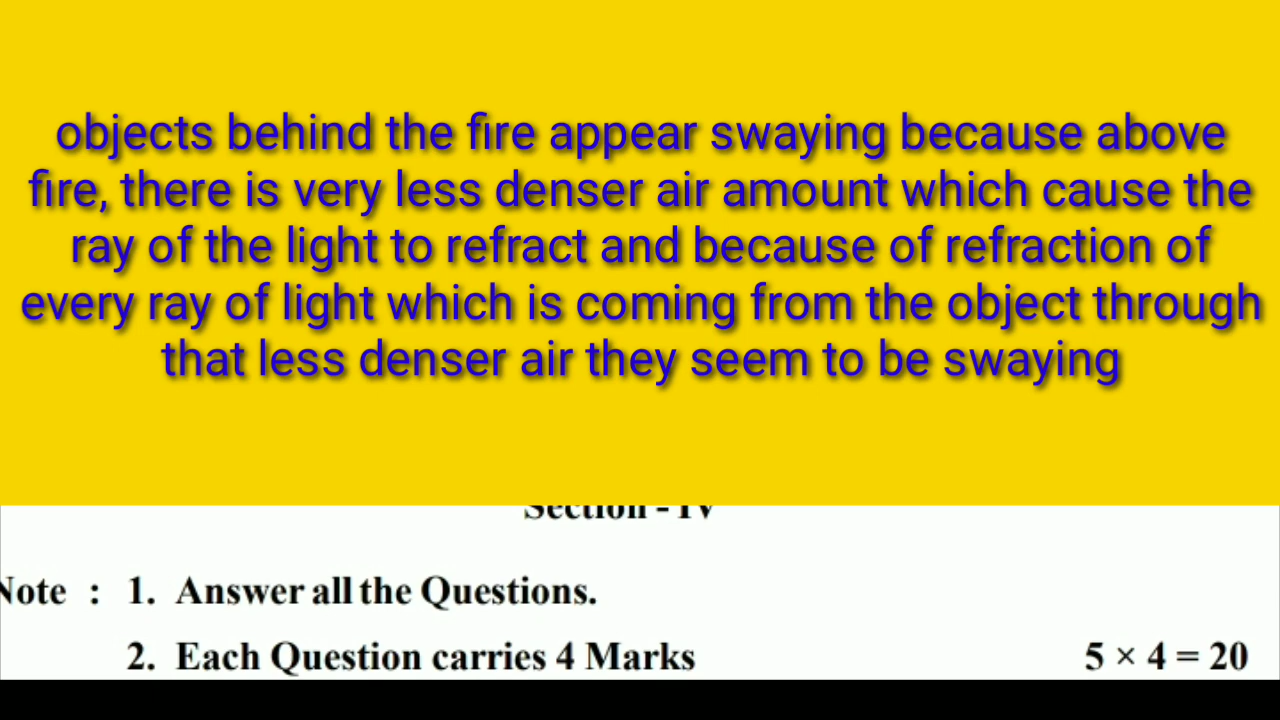 objects behind the fire appear swaying because above
fire, there is very less denser air amount which cause the
ray of the light to refract and because of refraction of
every ray of light which is coming from the object through
that less denser air they seem to be swaying
Section - IV
Note : 1. Answer all the Questions.
2. Each Question carries 4 Marks 5 × 4 = 20